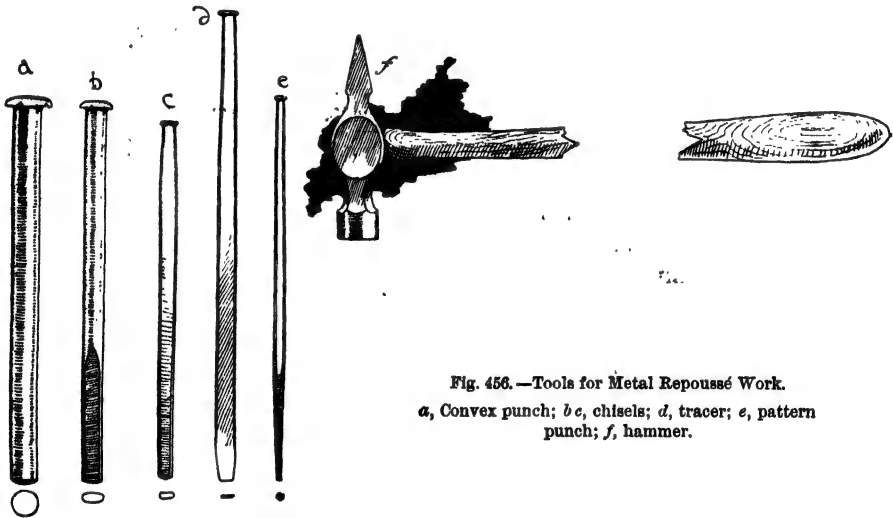 a
b
c
d
e
f
Fig. 456.—Tools for Metal Repoussé Work.
a, Convex punch; b c, chisels; d, tracer; e, pattern
punch; f, hammer.